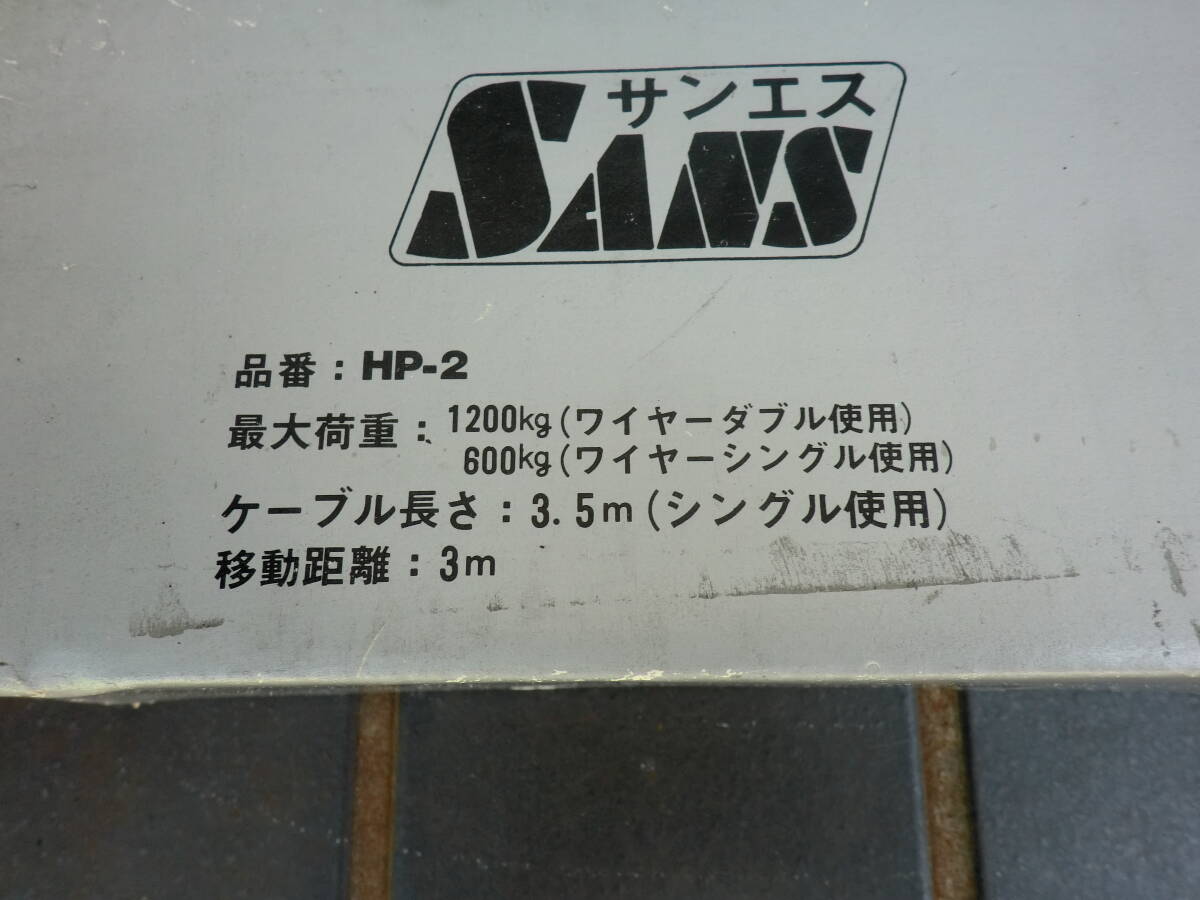 サンエス
SANS
品番：HP-2
最大荷重：1200kg(ワイヤーダブル使用)
600kg(ワイヤーシングル使用)
ケーブル長さ：3.5m(シングル使用)
移動距離：3m